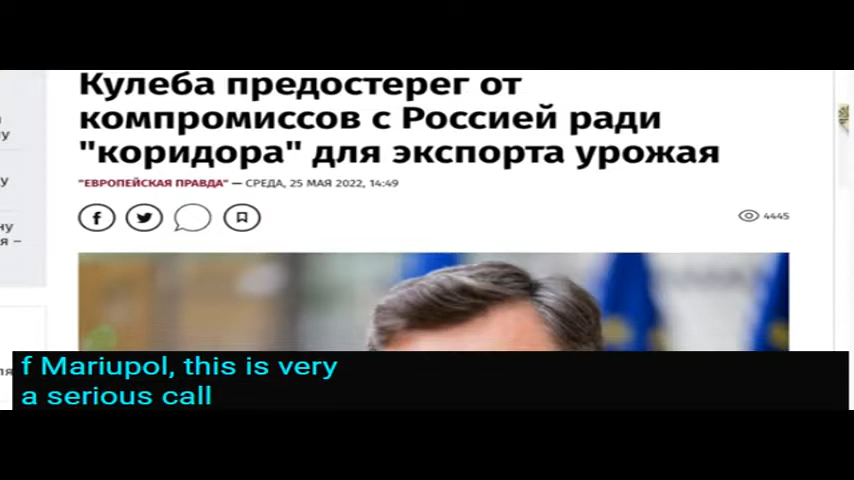 Кулеба предостерег от
компромиссов с Россией ради
"коридора" для экспорта урожая
"ЕВРОПЕЙСКАЯ ПРАВДА" — СРЕДА, 25 МАЯ 2022, 14:49
4445
f Mariupol, this is very
a serious call